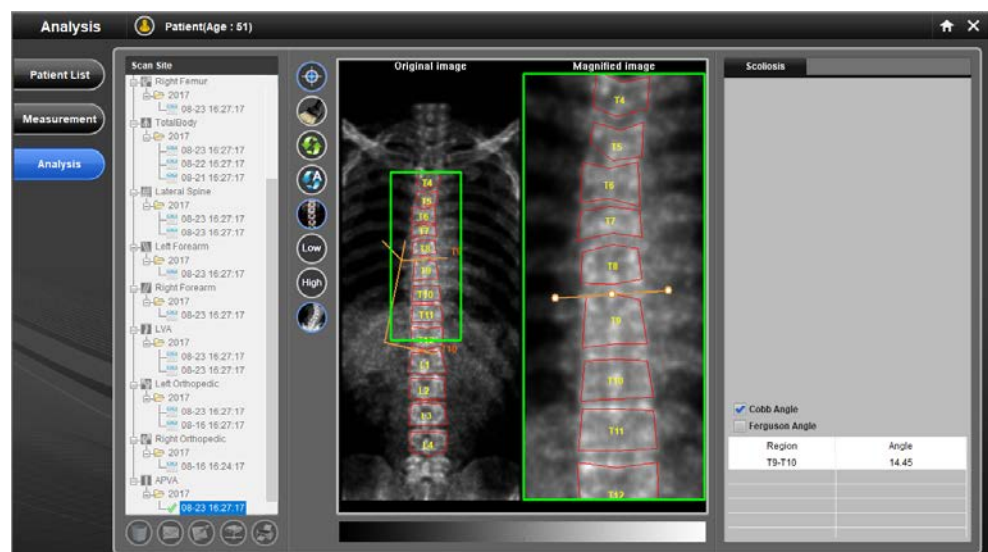 Analysis
Patient(Age : 51)
Patient List
Measurement
Analysis
Scan Site
Right Femur
2017
08-23 16:27:17
TotalBody
2017
08-23 16:27:17
08-22 16:27:17
08-21 16:27:17
Lateral Spine
2017
08-23 16:27:17
08-23 16:27:17
Left Forearm
2017
08-23 16:27:17
Right Forearm
2017
08-23 16:27:17
LVA
2017
08-23 16:27:17
08-23 16:27:17
Left Orthopedic
2017
08-23 16:27:17
08-16 16:27:17
Right Orthopedic
2017
08-16 16:24:17
APVA
2017
08-23 16:27:17
A
Low
High
Original image
T4
T5
T6
T7
T8
T9
T10
T11
T12
L1
L2
L3
L4
T10
Magnified image
T4
T5
T6
T7
T8
T9
T10
T11
T12
Scoliosis
Cobb Angle
Ferguson Angle
Region Angle
T9-T10 14.45